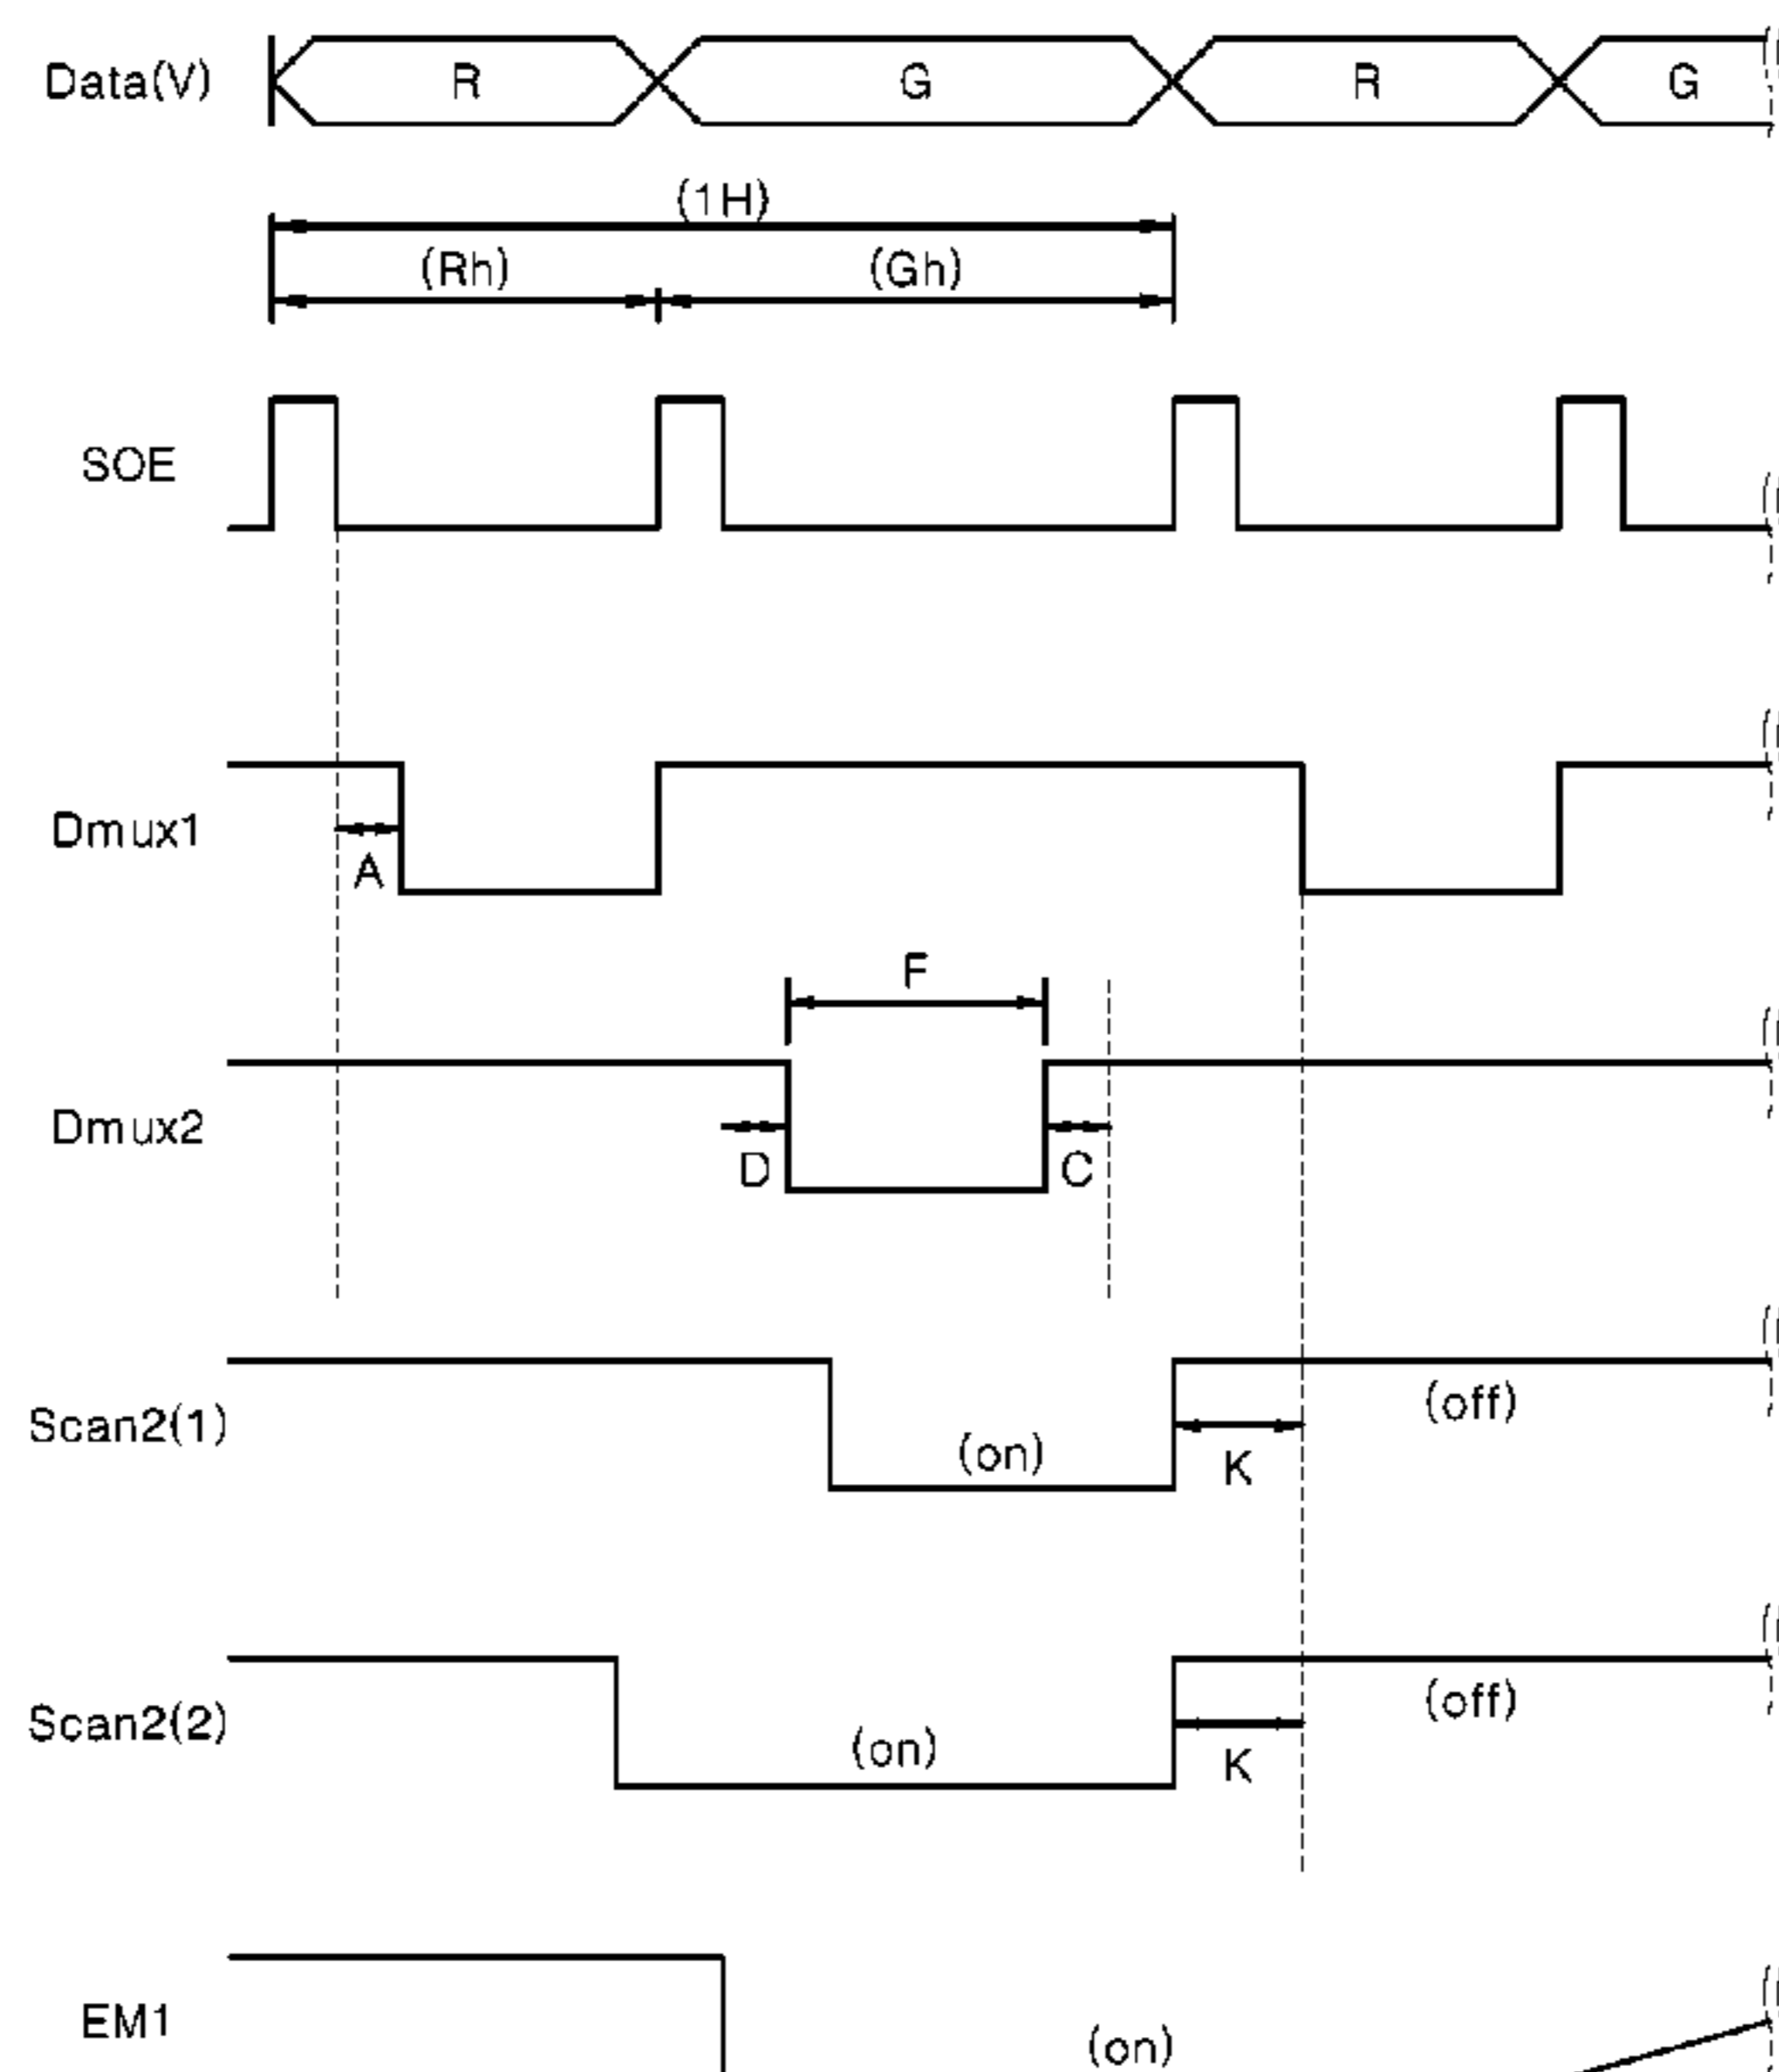 Data(V) R G R G
(1H)
(Rh) (Gh)
SOE
Dmux1
A
F
Dmux2
D C
Scan2(1)
(on) K (off)
Scan2(2)
(on) K (off)
EM1
(on)